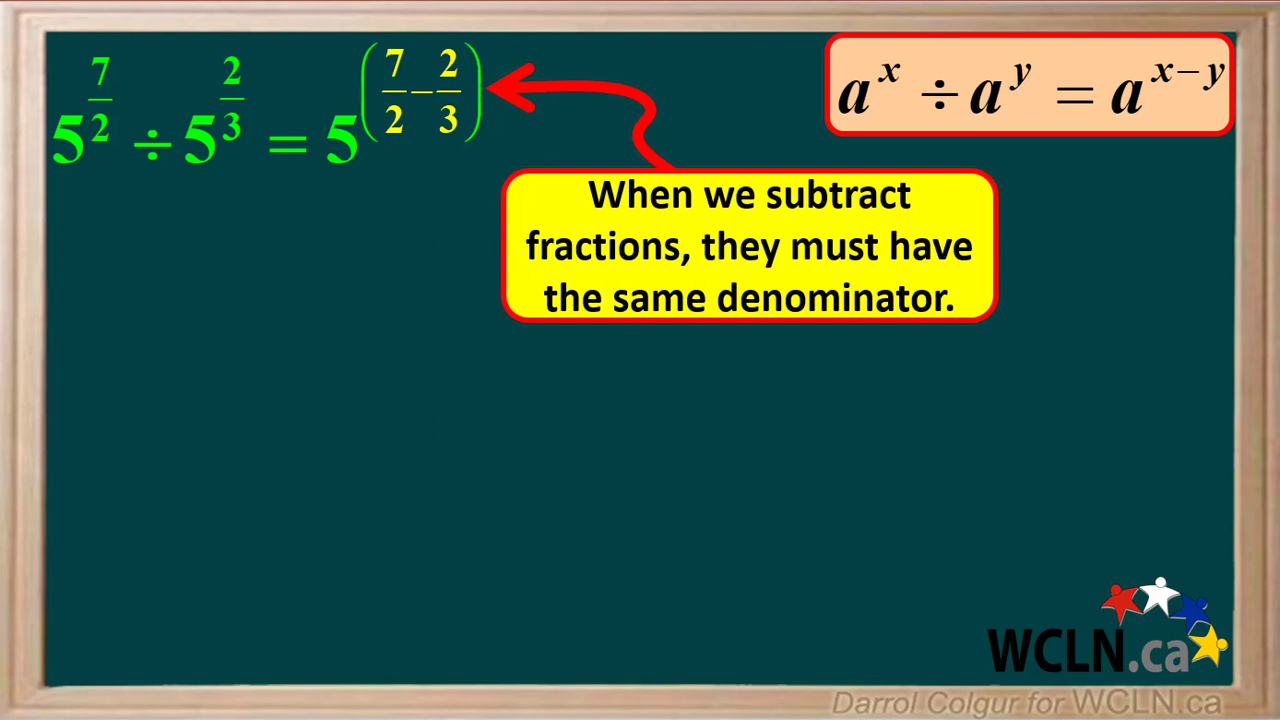 5^(7/2) ÷ 5^(2/3) = 5^(7/2 − 2/3)
a^x ÷ a^y = a^(x−y)
When we subtract
fractions, they must have
the same denominator.
WCLN.ca
Darrol Colgur for WCLN.ca